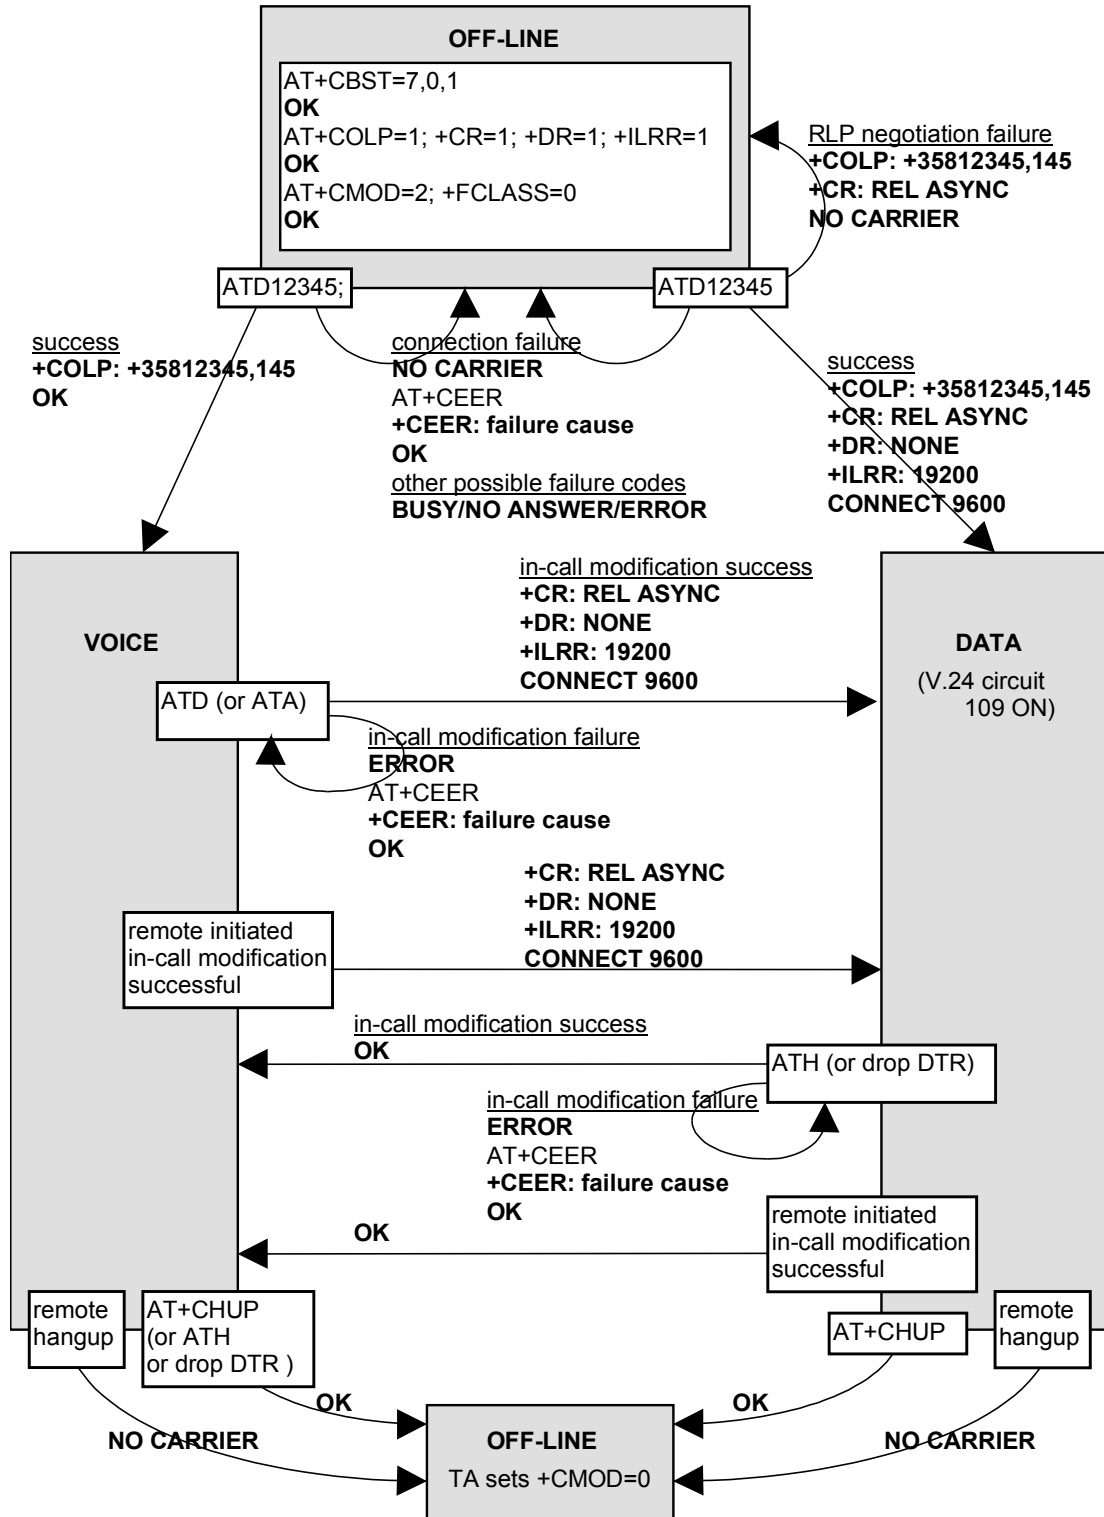 OFF-LINE
AT+CBST=7,0,1
OK
AT+COLP=1; +CR=1; +DR=1; +ILRR=1
OK
AT+CMOD=2; +FCLASS=0
OK
RLP negotiation failure
+COLP: +35812345,145
+CR: REL ASYNC
NO CARRIER
ATD12345;
ATD12345
success
+COLP: +35812345,145
OK
connection failure
NO CARRIER
AT+CEER
+CEER: failure cause
OK
other possible failure codes
BUSY/NO ANSWER/ERROR
success
+COLP: +35812345,145
+CR: REL ASYNC
+DR: NONE
+ILRR: 19200
CONNECT 9600
VOICE
in-call modification success
+CR: REL ASYNC
+DR: NONE
+ILRR: 19200
CONNECT 9600
DATA
(V.24 circuit
109 ON)
ATD (or ATA)
in-call modification failure
ERROR
AT+CEER
+CEER: failure cause
OK
+CR: REL ASYNC
+DR: NONE
+ILRR: 19200
CONNECT 9600
remote initiated
in-call modification
successful
in-call modification success
OK
ATH (or drop DTR)
in-call modification failure
ERROR
AT+CEER
+CEER: failure cause
OK
OK
remote initiated
in-call modification
successful
remote
hangup
AT+CHUP
(or ATH
or drop DTR )
AT+CHUP
remote
hangup
OK
OK
NO CARRIER
NO CARRIER
OFF-LINE
TA sets +CMOD=0